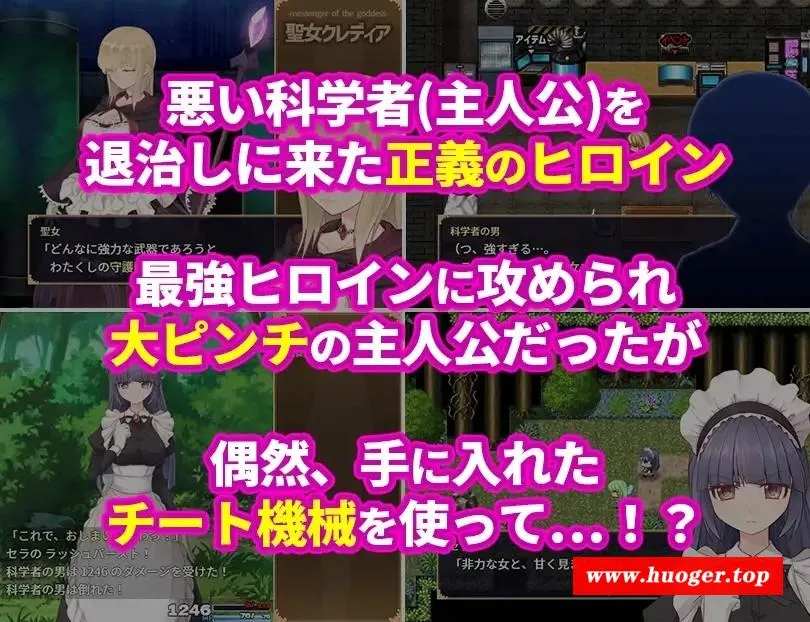 -messenger of the goddess-
聖女クレディア
アイテム
イベント
悪い科学者(主人公)を
退治しに来た正義のヒロイン
聖女
「どんなに強力な武器であろうと
わたくしの守護
科学者の男
（つ、強すぎる…。
最強ヒロインに攻められ
大ピンチの主人公だったが
偶然、手に入れた
チート機械を使って…！？
「これで、おしまい
セラの ラッシュバースト！
科学者の男は 1246 のダメージを受けた！
科学者の男は倒れた！
1246
「非力な女と、甘く見
www.huoger.top